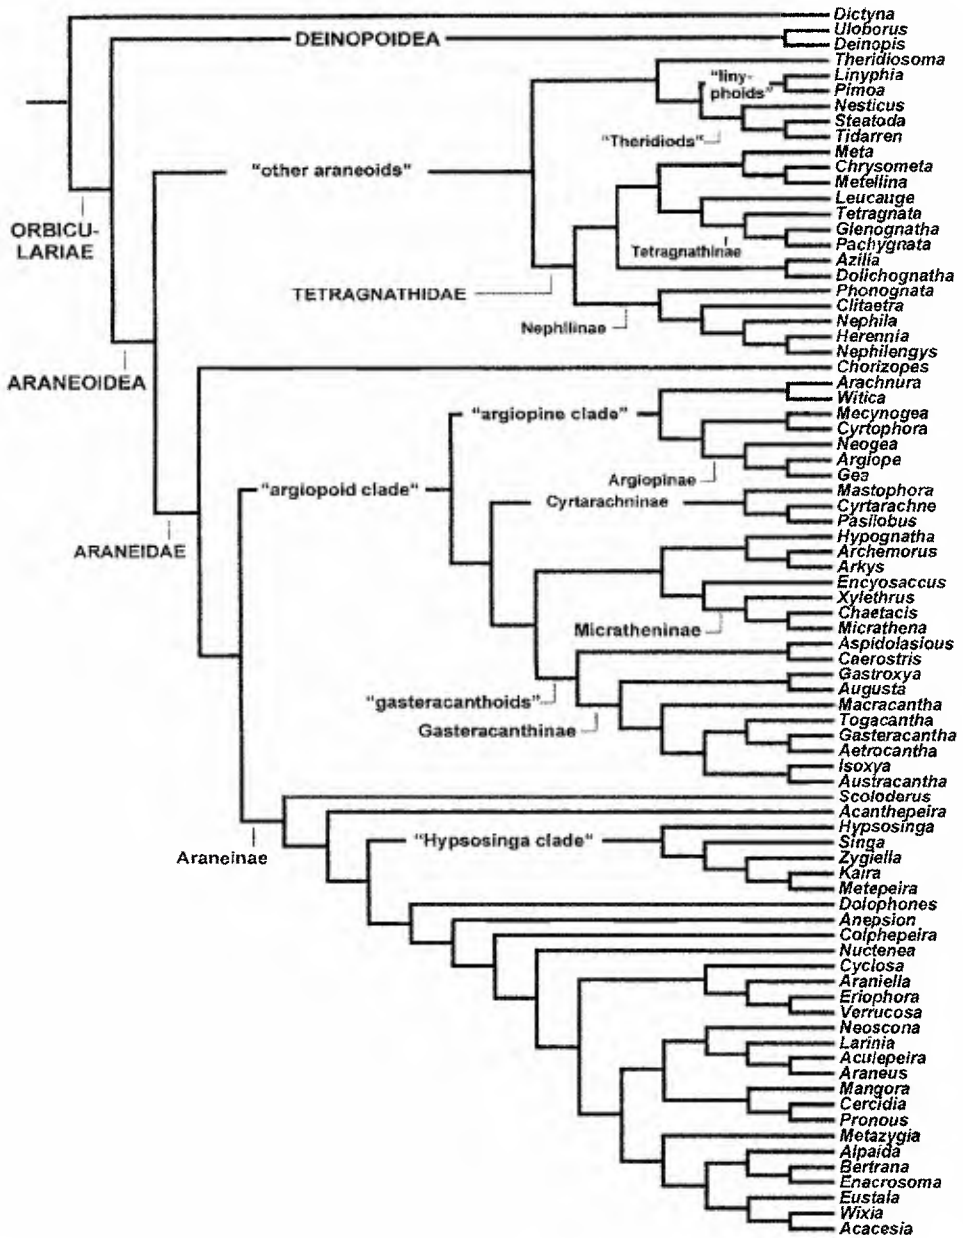 Dictyna
Uloborus
DEINOPOIDEA
Deinopis
Theridiosoma
"liny-
phoids"
Linyphia
Pimoa
Nesticus
Steatoda
"Theridiods"
Tidarren
Meta
"other araneoids"
Chrysometa
Metellina
Leucauge
Tetragnata
ORBICU-
LARIAE
Glenognatha
Tetragnathinae
Pachygnata
Azilia
Dolichognatha
TETRAGNATHIDAE
Phonognata
Clitaetra
Nephilinae
Nephila
Herennia
Nephilengys
Chorizopes
ARANEOIDEA
Arachnura
Witica
"argiopine clade"
Mecynogea
Cyrtophora
Neogea
Argiope
Argiopinae
Gea
"argiopoid clade"
Mastophora
Cyrtarachninae
Cyrtarachne
Pasilobus
Hypognatha
ARANEIDAE
Archemorus
Arkys
Encyosaccus
Xylethrus
Chaetacis
Micratheninae
Micrathena
Aspidolasious
Caerostris
Gastroxya
Augusta
"gasteracanthoids"
Macracantha
Togacantha
Gasteracanthinae
Gasteracantha
Aetrocantha
Isoxya
Austracantha
Scoloderus
Acanthepeira
Hypsosinga
"Hypsosinga clade"
Singa
Araneinae
Zygiella
Kaira
Metepeira
Dolophones
Anepsion
Colphepeira
Nuctenea
Cyclosa
Araniella
Eriophora
Verrucosa
Neoscona
Larinia
Aculepeira
Araneus
Mangora
Cercidia
Pronous
Metazygia
Alpaida
Bertrana
Enacrosoma
Eustala
Wixia
Acacesia